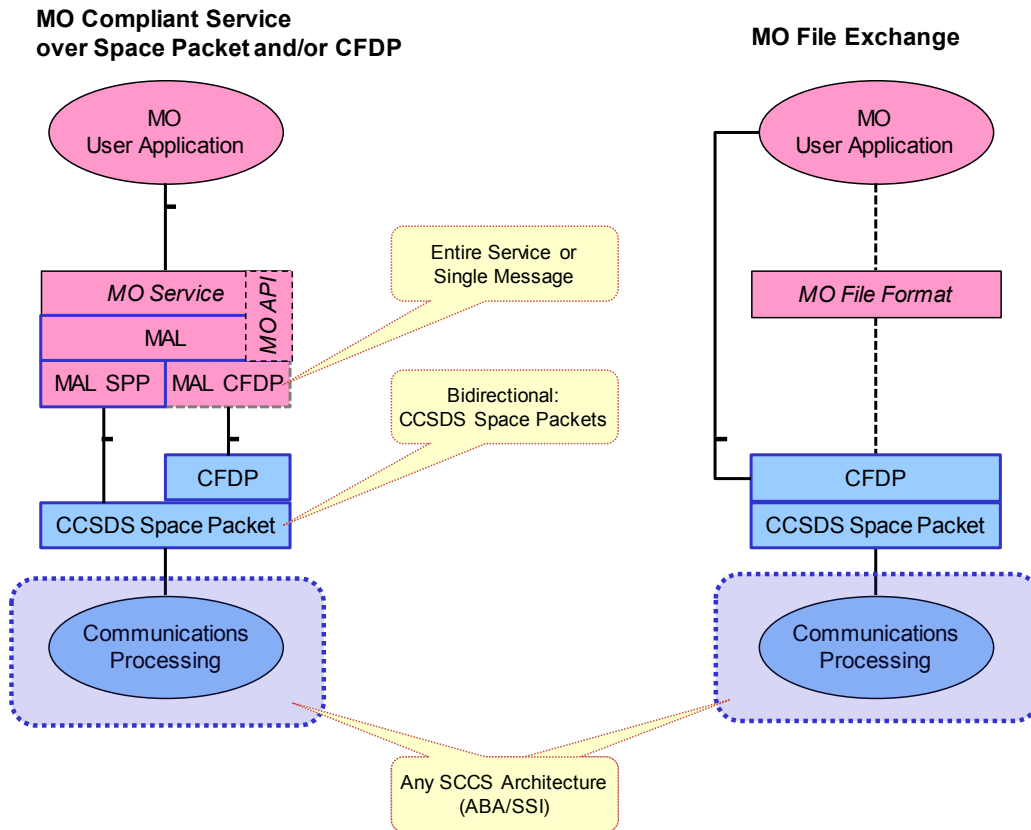 MO Compliant Service
over Space Packet and/or CFDP
MO
User Application
MO Service
MO API
MAL
MAL SPP
MAL CFDP
CFDP
CCSDS Space Packet
Communications
Processing
Entire Service or
Single Message
Bidirectional:
CCSDS Space Packets
Any SCCS Architecture
(ABA/SSI)
MO File Exchange
MO
User Application
MO File Format
CFDP
CCSDS Space Packet
Communications
Processing